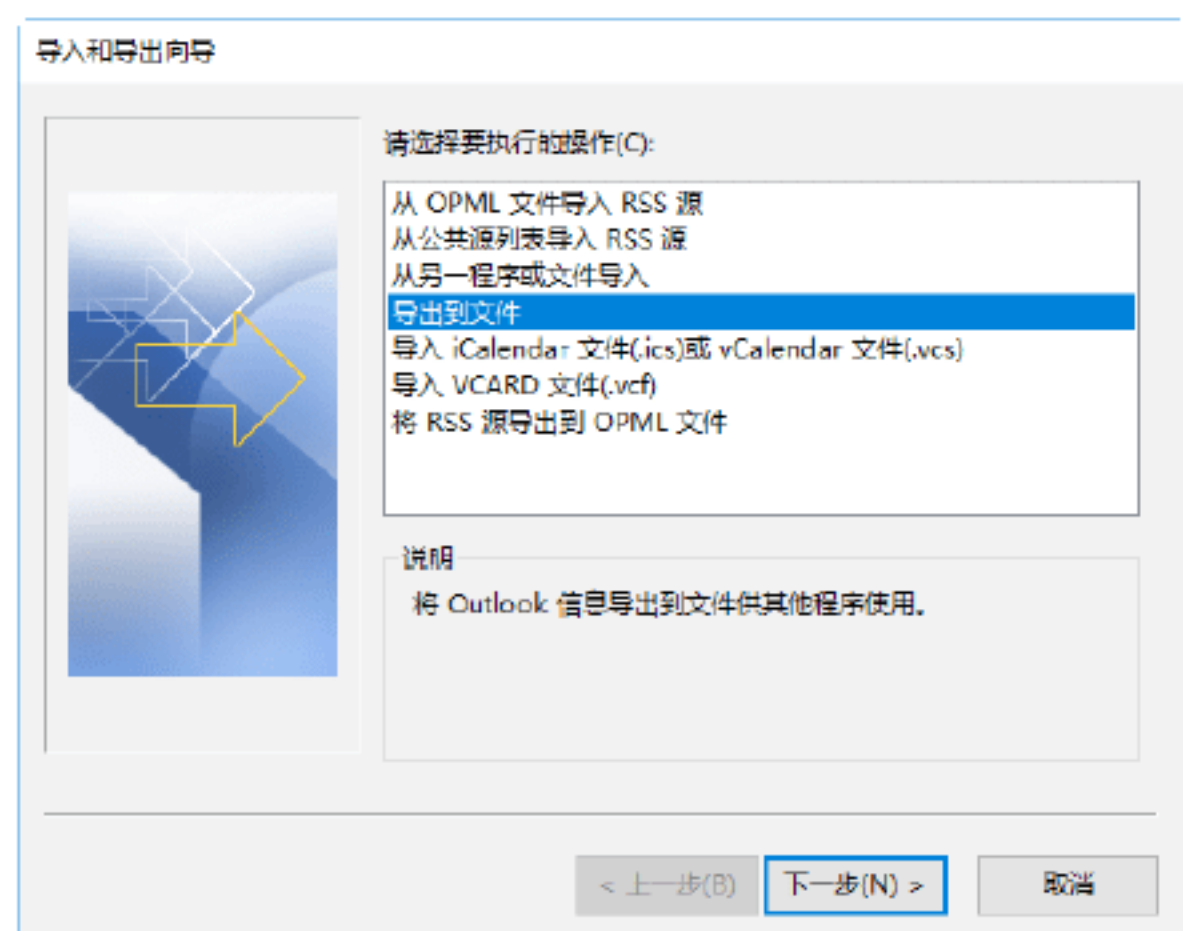 导入和导出向导
请选择要执行的操作(C):
从 OPML 文件导入 RSS 源
从公共源列表导入 RSS 源
从另一程序或文件导入
导出到文件
导入 iCalendar 文件(.ics)或 vCalendar 文件(.vcs)
导入 VCARD 文件(.vcf)
将 RSS 源导出到 OPML 文件
说明
将 Outlook 信息导出到文件供其他程序使用。
< 上一步(B)
下一步(N) >
取消